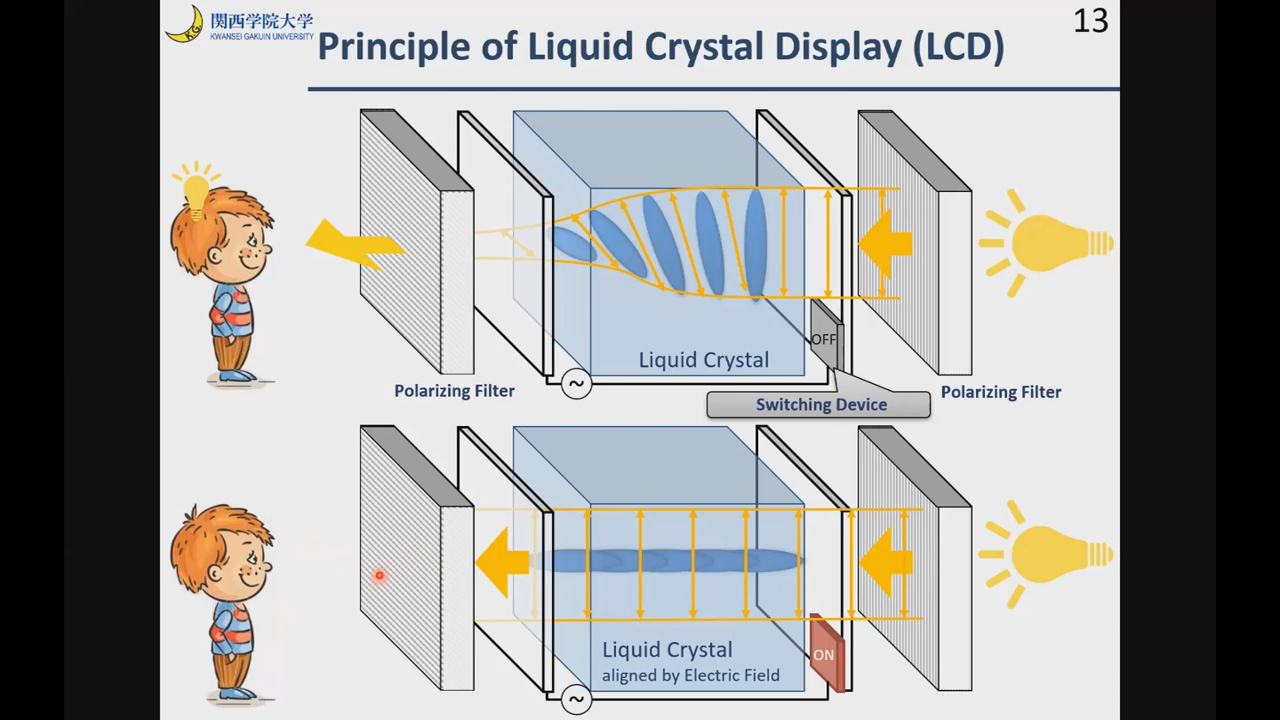 関西学院大学
KWANSEI GAKUIN UNIVERSITY
KG
Principle of Liquid Crystal Display (LCD)
13
OFF
Liquid Crystal
~
Polarizing Filter
Switching Device
Polarizing Filter
Liquid Crystal
aligned by Electric Field
ON
~